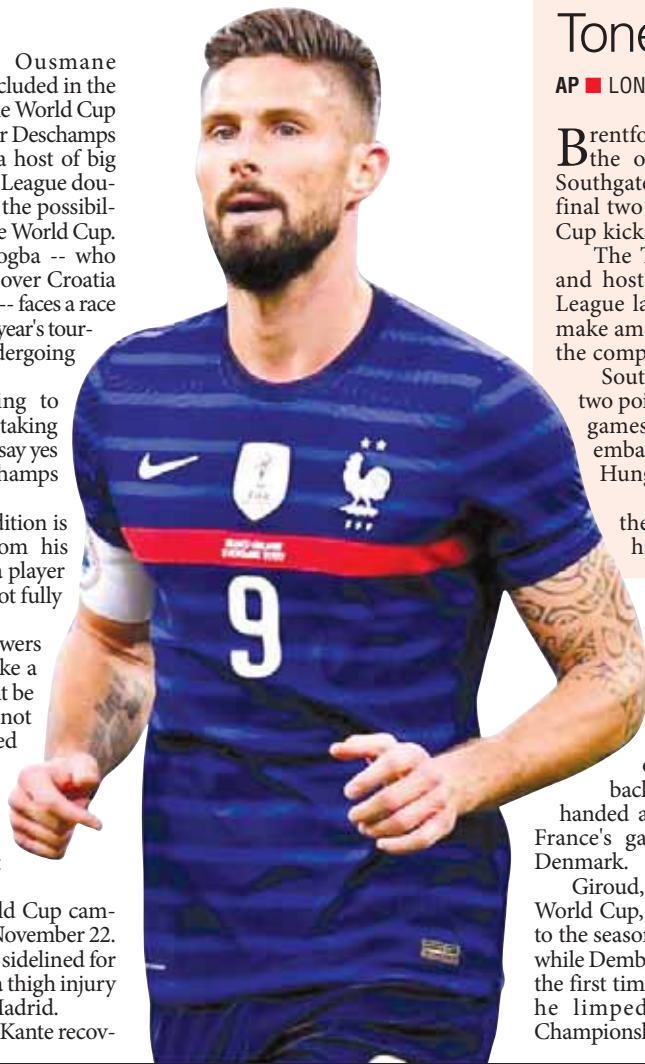 Ousmane
cluded in the
e World Cup
r Deschamps
a host of big
League dou-
the possibil-
e World Cup.
ogba -- who
over Croatia
-- faces a race
year's tour-
dergoing
ing to
taking
say yes
hamps
dition is
om his
a player
ot fully
wers
ke a
t be
not
ed
ld Cup cam-
November 22.
sidelined for
a thigh injury
Madrid.
Kante recov-
9
FFF
Tone
AP ■ LON
Brentfo
the o
Southgate
final two
Cup kick
The T
and host
League la
make am
the comp
Sout
two poi
games
emba
Hung
the
h
back
handed a
France's ga
Denmark.
Giroud,
World Cup,
to the season
while Demb
the first tim
he limped
Championsh